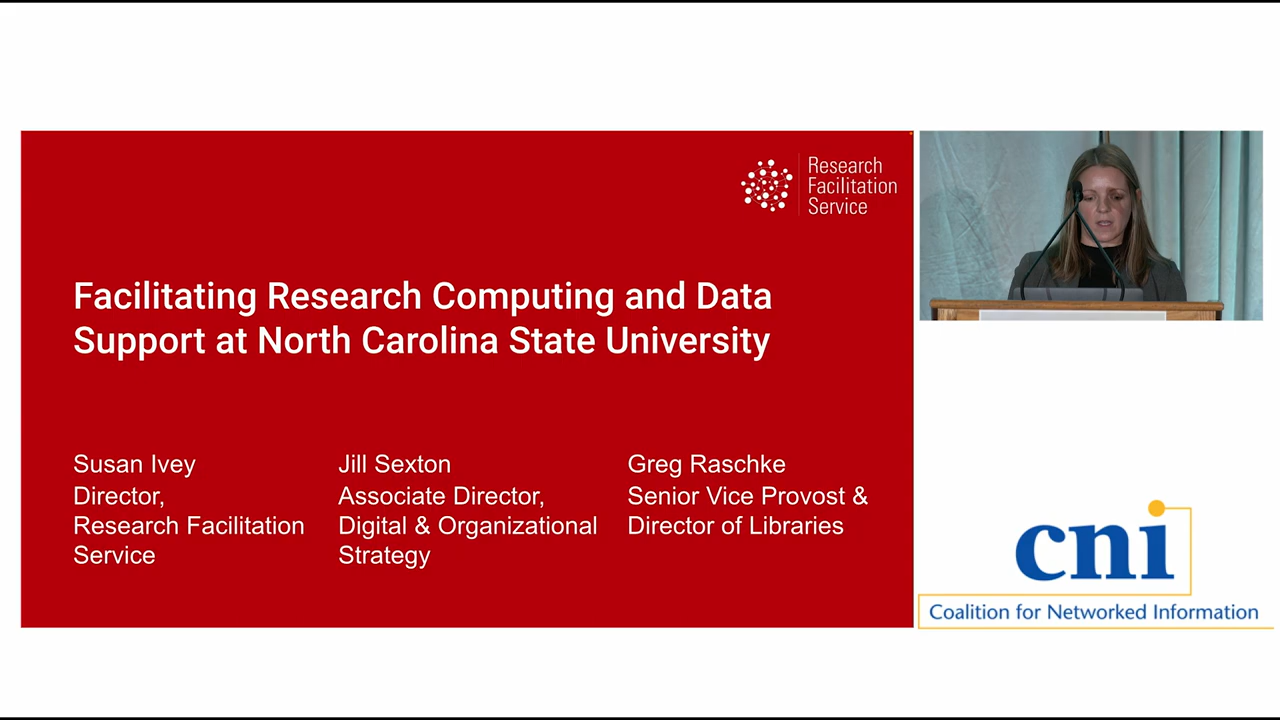 Research
Facilitation
Service
Facilitating Research Computing and Data
Support at North Carolina State University
Susan Ivey
Director,
Research Facilitation
Service
Jill Sexton
Associate Director,
Digital & Organizational
Strategy
Greg Raschke
Senior Vice Provost &
Director of Libraries
cni
Coalition for Networked Information